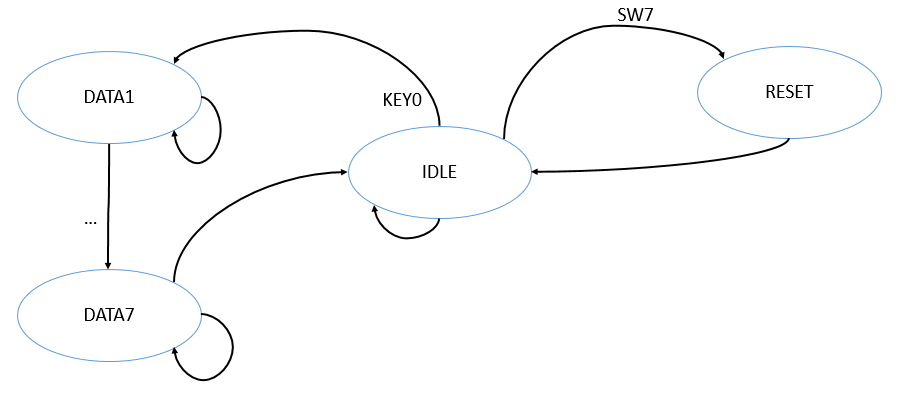 SW7
DATA1
KEY0
RESET
IDLE
...
DATA7